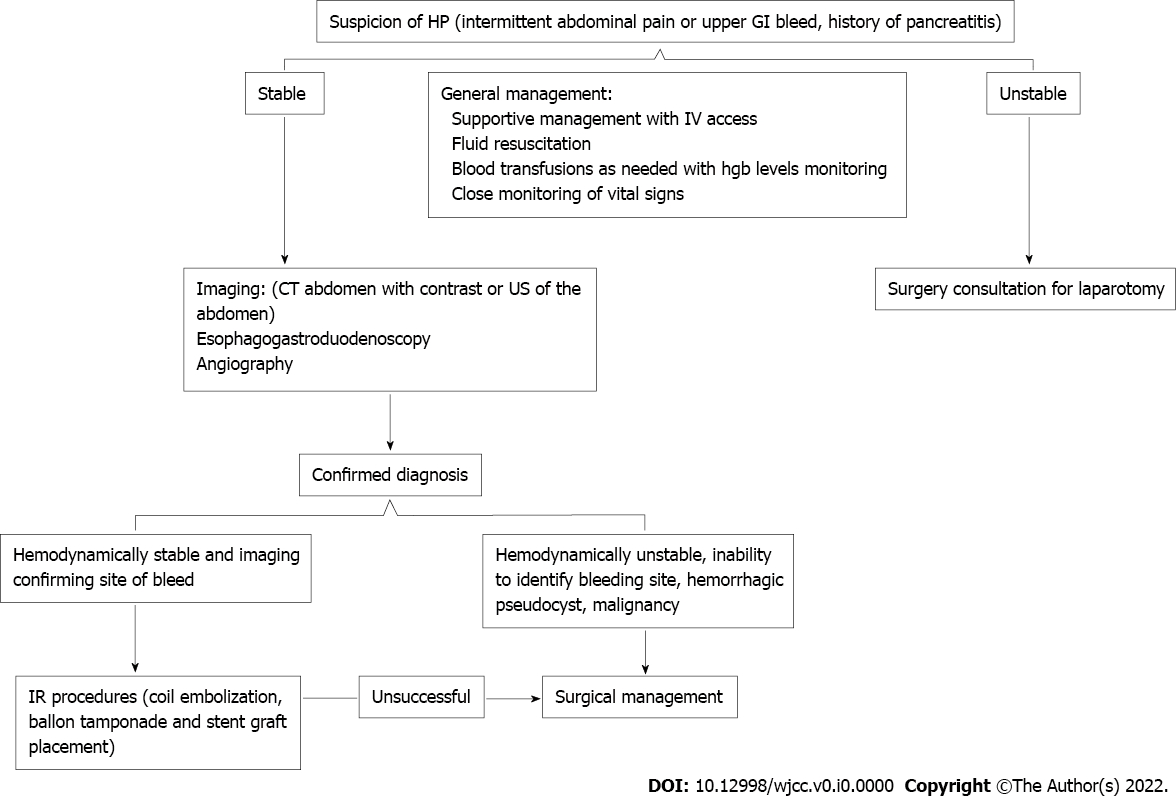 Suspicion of HP (intermittent abdominal pain or upper GI bleed, history of pancreatitis)
Stable
General management:
Supportive management with IV access
Fluid resuscitation
Blood transfusions as needed with hgb levels monitoring
Close monitoring of vital signs
Unstable
Imaging: (CT abdomen with contrast or US of the
abdomen)
Esophagogastroduodenoscopy
Angiography
Surgery consultation for laparotomy
Confirmed diagnosis
Hemodynamically stable and imaging
confirming site of bleed
Hemodynamically unstable, inability
to identify bleeding site, hemorrhagic
pseudocyst, malignancy
IR procedures (coil embolization,
ballon tamponade and stent graft
placement)
Unsuccessful
Surgical management
DOI: 10.12998/wjcc.v0.i0.0000 Copyright ©The Author(s) 2022.